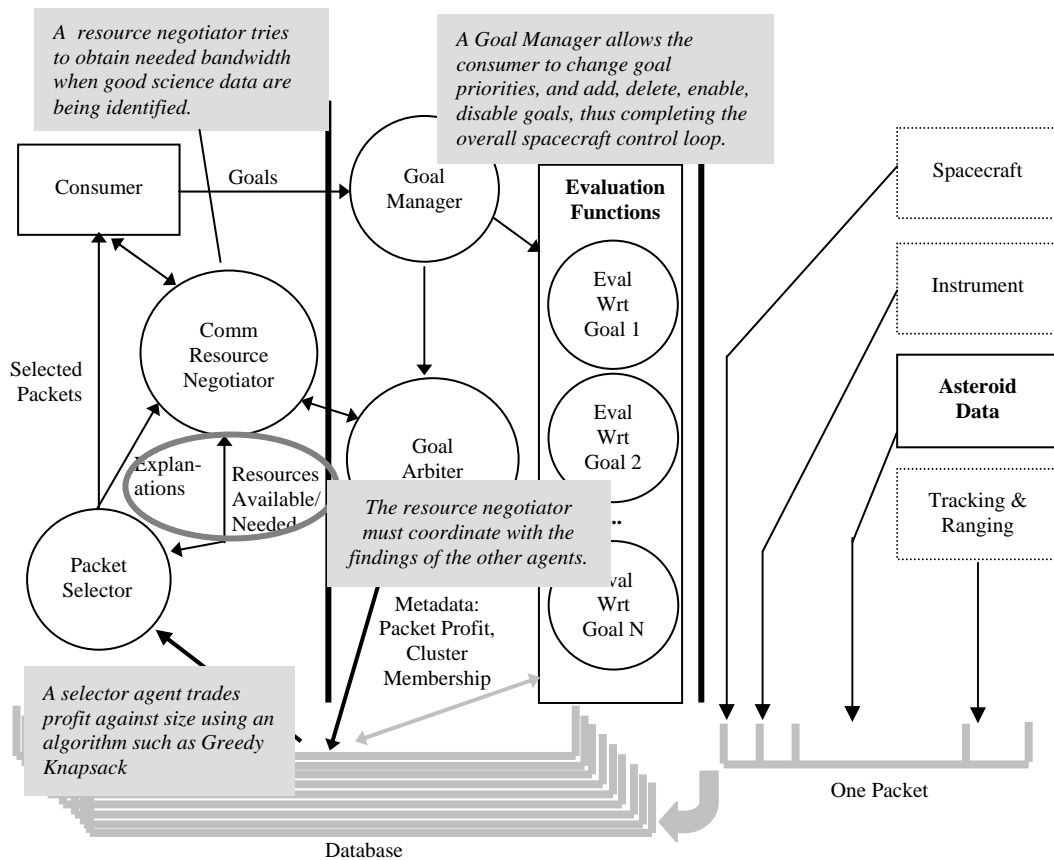 A resource negotiator tries
to obtain needed bandwidth
when good science data are
being identified.
A Goal Manager allows the
consumer to change goal
priorities, and add, delete, enable,
disable goals, thus completing the
overall spacecraft control loop.
Consumer
Goals
Goal
Manager
Evaluation
Functions
Spacecraft
Eval
Wrt
Goal 1
Instrument
Comm
Resource
Negotiator
Selected
Packets
Asteroid
Data
Eval
Wrt
Goal 2
Goal
Arbiter
Explan-
ations
Resources
Available/
Needed
Tracking &
Ranging
The resource negotiator
must coordinate with the
findings of the other agents.
..
Packet
Selector
Eval
Wrt
Goal N
Metadata:
Packet Profit,
Cluster
Membership
A selector agent trades
profit against size using an
algorithm such as Greedy
Knapsack
One Packet
Database